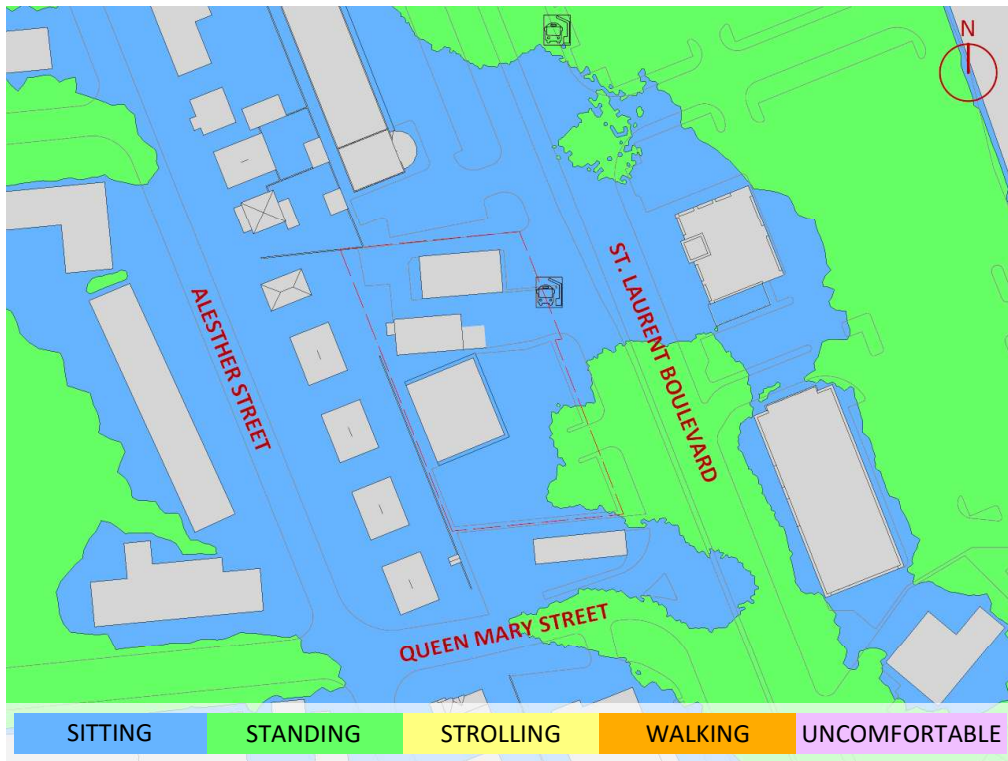 N
ST. LAURENT BOULEVARD
ALESTHER STREET
QUEEN MARY STREET
SITTING
STANDING
STROLLING
WALKING
UNCOMFORTABLE